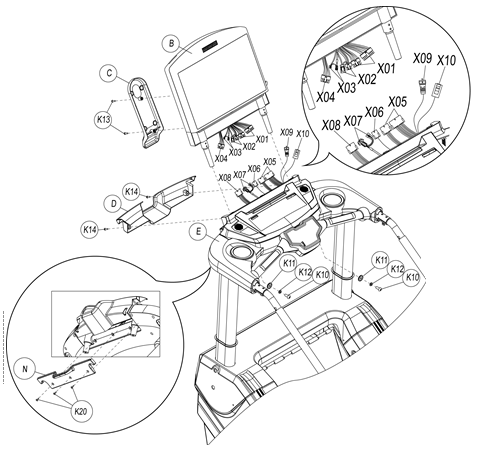 B
C
K13
X04
X03
X02
X01
X09
X10
X04
X03
X02
X01
X09
X10
X08
X07
X06
X05
X08
X07
X06
X05
K14
D
K14
E
K11
K12
K10
K11
K12
K10
N
K20